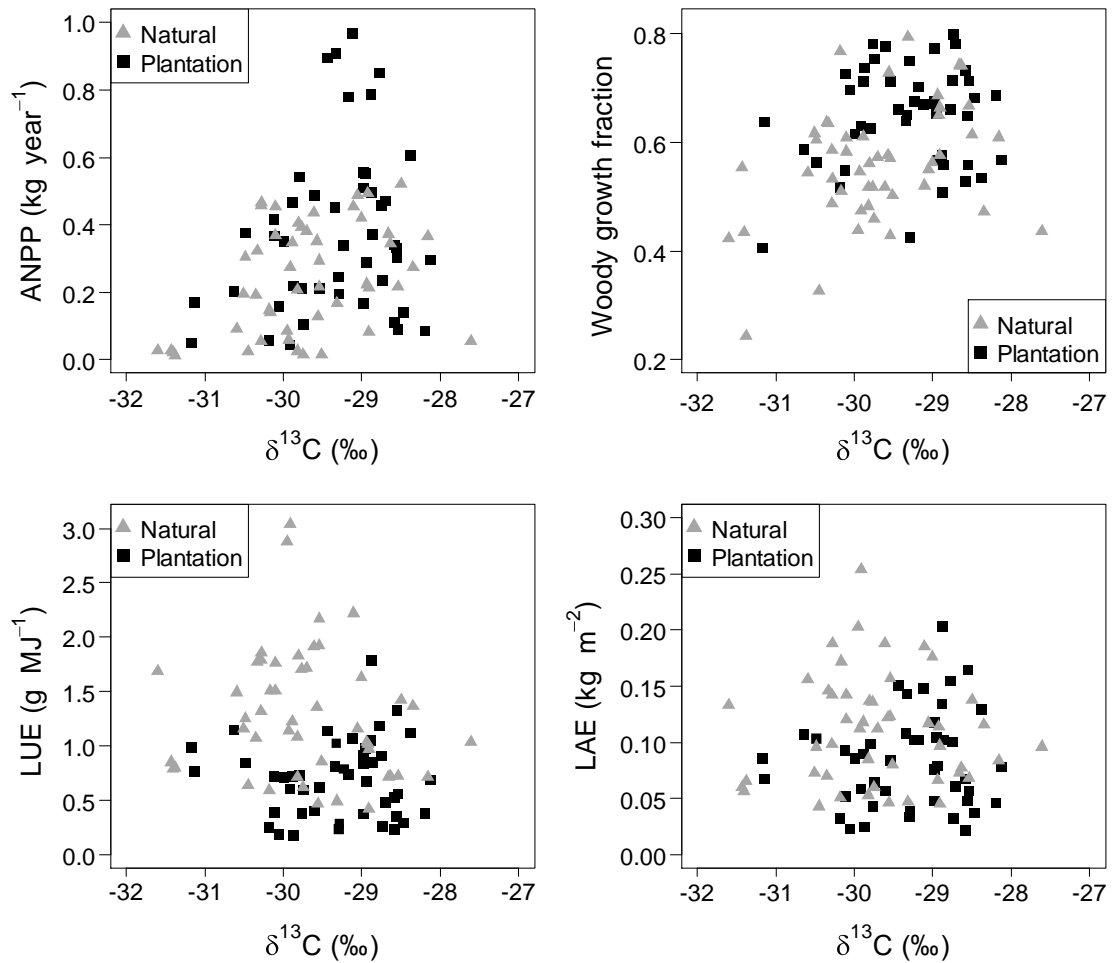 ANPP (kg year⁻¹)
1.0
0.8
0.6
0.4
0.2
0.0
Natural
Plantation
-32 -31 -30 -29 -28 -27
δ¹³C (‰)
Woody growth fraction
0.8
0.6
0.4
0.2
Natural
Plantation
-32 -31 -30 -29 -28 -27
δ¹³C (‰)
LUE (g MJ⁻¹)
3.0
2.5
2.0
1.5
1.0
0.5
0.0
Natural
Plantation
-32 -31 -30 -29 -28 -27
δ¹³C (‰)
LAE (kg m⁻²)
0.30
0.25
0.20
0.15
0.10
0.05
0.00
Natural
Plantation
-32 -31 -30 -29 -28 -27
δ¹³C (‰)